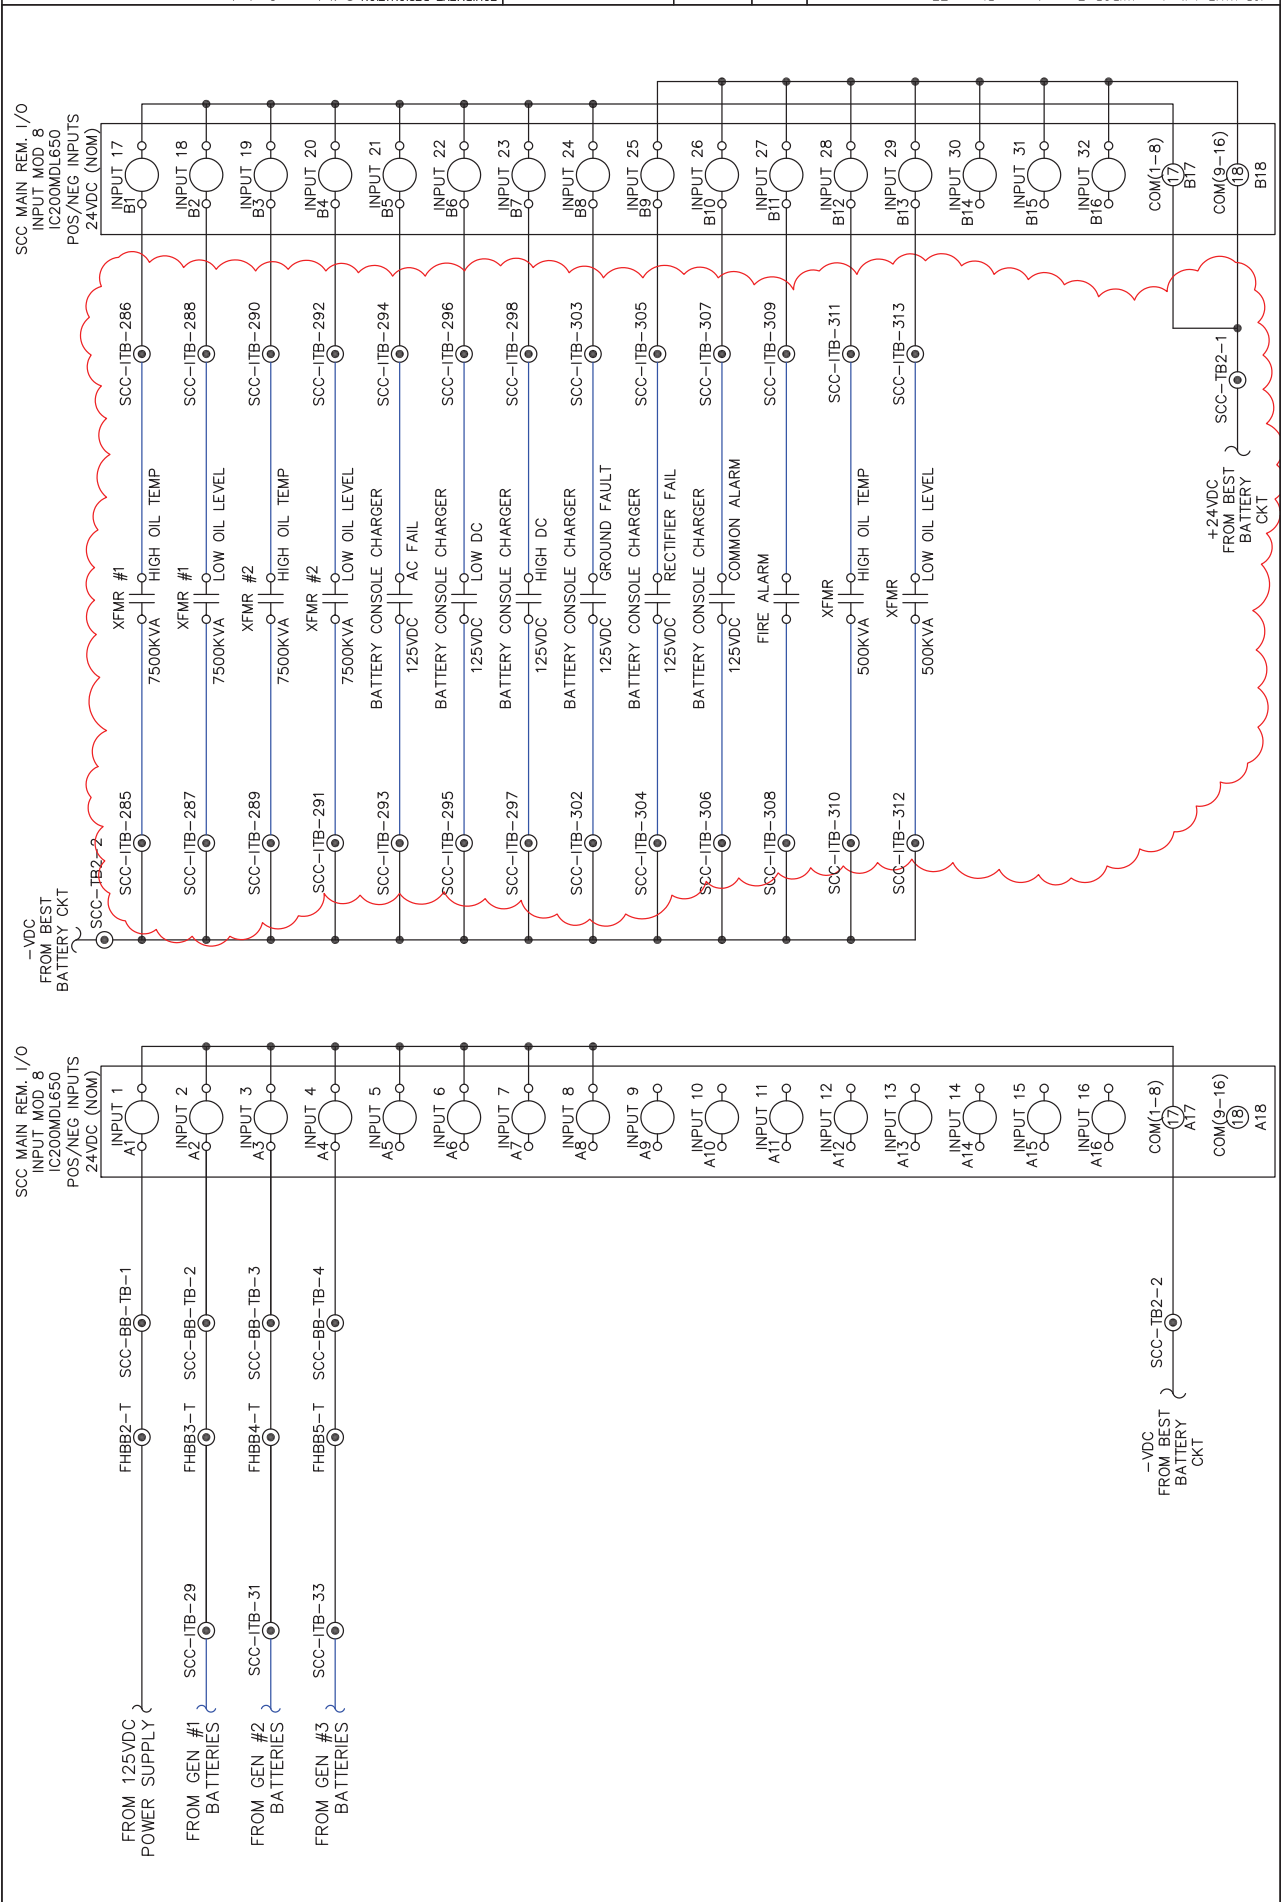 SCC MAIN REM. I/O
INPUT MOD 8
IC200MDL650
POS/NEG INPUTS
24VDC (NOM)
INPUT 17
B1
INPUT 18
B2
INPUT 19
B3
INPUT 20
B4
INPUT 21
B5
INPUT 22
B6
INPUT 23
B7
INPUT 24
B8
INPUT 25
B9
INPUT 26
B10
INPUT 27
B11
INPUT 28
B12
INPUT 29
B13
INPUT 30
B14
INPUT 31
B15
INPUT 32
B16
COM(1-8)
17
B17
COM(9-16)
18
B18
SCC-ITB-286
SCC-ITB-288
SCC-ITB-290
SCC-ITB-292
SCC-ITB-294
SCC-ITB-296
SCC-ITB-298
SCC-ITB-303
SCC-ITB-305
SCC-ITB-307
SCC-ITB-309
SCC-ITB-311
SCC-ITB-313
SCC-TB2-1
+24VDC
FROM BEST
BATTERY
CKT
XFMR #1
7500KVA HIGH OIL TEMP
XFMR #1
7500KVA LOW OIL LEVEL
XFMR #2
7500KVA HIGH OIL TEMP
XFMR #2
7500KVA LOW OIL LEVEL
BATTERY CONSOLE CHARGER
125VDC AC FAIL
BATTERY CONSOLE CHARGER
125VDC LOW DC
BATTERY CONSOLE CHARGER
125VDC HIGH DC
BATTERY CONSOLE CHARGER
125VDC GROUND FAULT
BATTERY CONSOLE CHARGER
125VDC RECTIFIER FAIL
BATTERY CONSOLE CHARGER
125VDC COMMON ALARM
FIRE ALARM
XFMR
500KVA HIGH OIL TEMP
XFMR
500KVA LOW OIL LEVEL
SCC-ITB-285
SCC-ITB-287
SCC-ITB-289
SCC-ITB-291
SCC-ITB-293
SCC-ITB-295
SCC-ITB-297
SCC-ITB-302
SCC-ITB-304
SCC-ITB-306
SCC-ITB-308
SCC-ITB-310
SCC-ITB-312
-VDC
FROM BEST
BATTERY CKT
SCC-TB2-2
SCC MAIN REM. I/O
INPUT MOD 8
IC200MDL650
POS/NEG INPUTS
24VDC (NOM)
INPUT 1
A1
INPUT 2
A2
INPUT 3
A3
INPUT 4
A4
INPUT 5
A5
INPUT 6
A6
INPUT 7
A7
INPUT 8
A8
INPUT 9
A9
INPUT 10
A10
INPUT 11
A11
INPUT 12
A12
INPUT 13
A13
INPUT 14
A14
INPUT 15
A15
INPUT 16
A16
COM(1-8)
17
A17
COM(9-16)
18
A18
SCC-BB-TB-1
SCC-BB-TB-2
SCC-BB-TB-3
SCC-BB-TB-4
FHBB2-T
FHBB3-T
FHBB4-T
FHBB5-T
SCC-TB2-2
-VDC
FROM BEST
BATTERY
CKT
SCC-ITB-29
SCC-ITB-31
SCC-ITB-33
FROM 125VDC
POWER SUPPLY
FROM GEN #1
BATTERIES
FROM GEN #2
BATTERIES
FROM GEN #3
BATTERIES